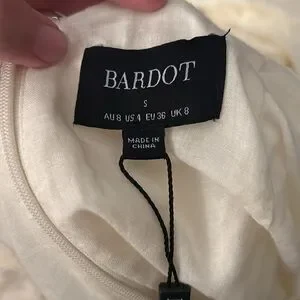 BARDOT
S
AU 8 US 4 EU 36 UK 8
MADE IN
CHINA